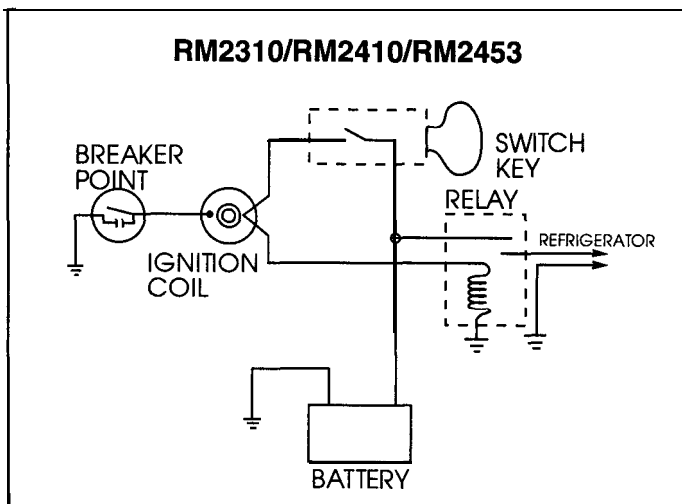 RM2310/RM2410/RM2453
BREAKER
POINT
SWITCH
KEY
RELAY
REFRIGERATOR
IGNITION
COIL
BATTERY